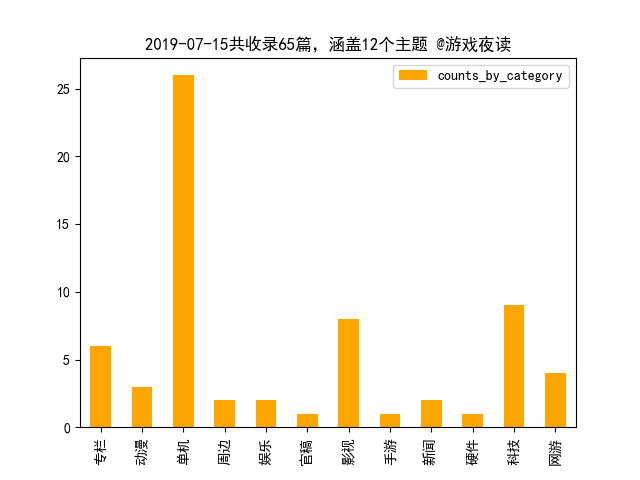 2019-07-15共收录65篇，涵盖12个主题 @游戏夜读
counts_by_category
25
20
15
10
5
0
专栏
动漫
单机
周边
娱乐
官稿
影视
手游
新闻
硬件
科技
网游